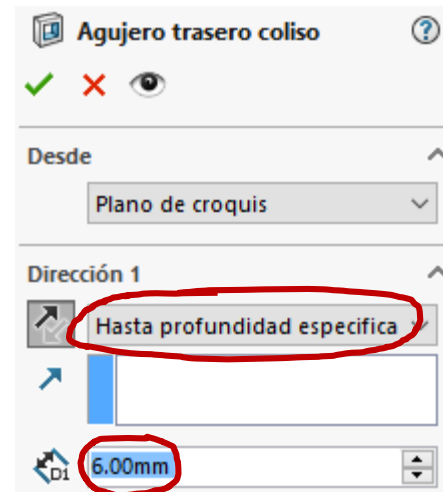 Agujero trasero coliso
Desde
Plano de croquis
Dirección 1
Hasta profundidad especifica
D1
6.00mm